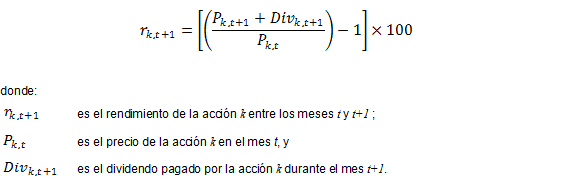 r_{k,t+1} = [((P_{k,t+1} + Div_{k,t+1}) / P_{k,t}) − 1] × 100
donde:
r_{k,t+1} es el rendimiento de la acción k entre los meses t y t+1 ;
P_{k,t} es el precio de la acción k en el mes t, y
Div_{k,t+1} es el dividendo pagado por la acción k durante el mes t+1.